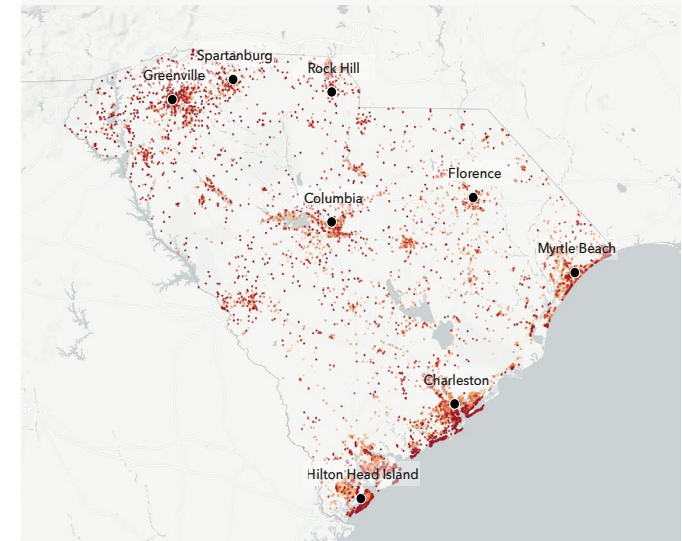 Spartanburg
Greenville
Rock Hill
Florence
Columbia
Myrtle Beach
Charleston
Hilton Head Island